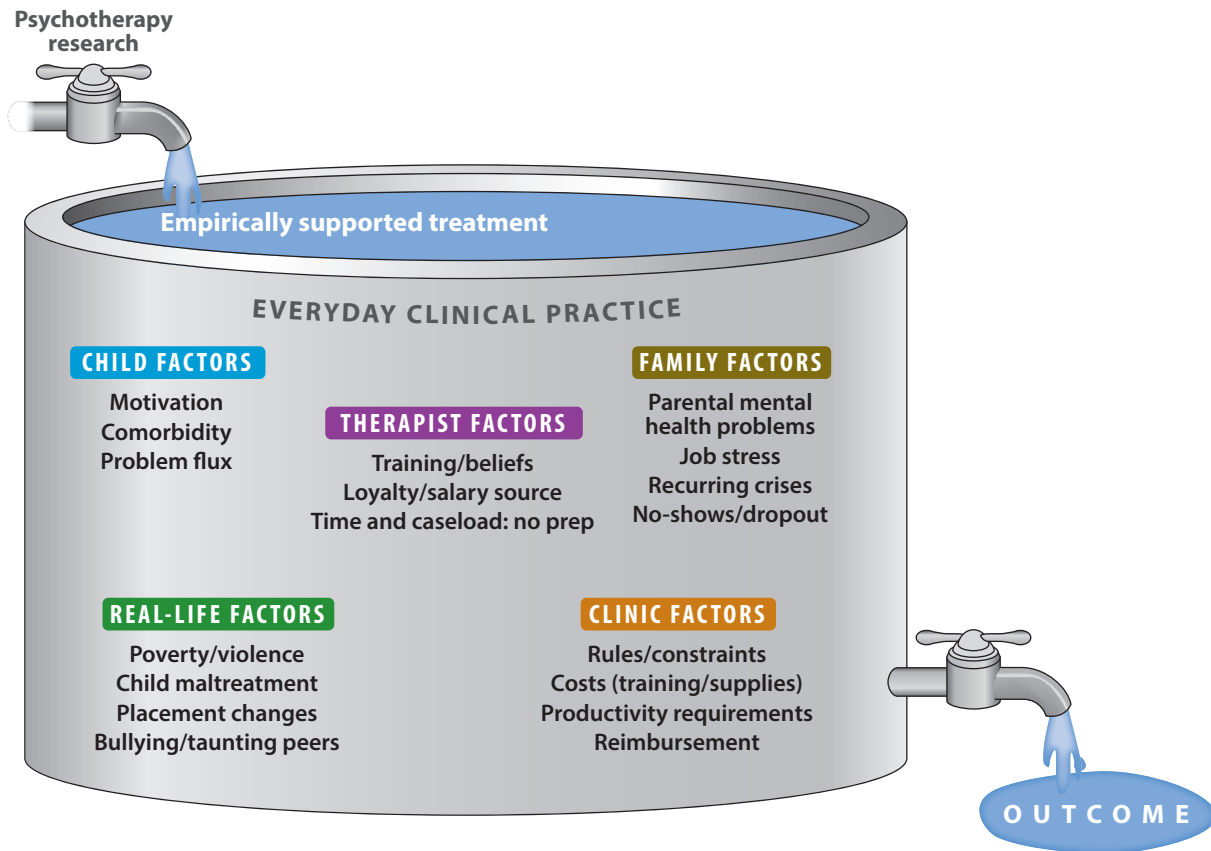 Psychotherapy
research
Empirically supported treatment
EVERYDAY CLINICAL PRACTICE
CHILD FACTORS
Motivation
Comorbidity
Problem flux
THERAPIST FACTORS
Training/beliefs
Loyalty/salary source
Time and caseload: no prep
FAMILY FACTORS
Parental mental
health problems
Job stress
Recurring crises
No-shows/dropout
REAL-LIFE FACTORS
Poverty/violence
Child maltreatment
Placement changes
Bullying/taunting peers
CLINIC FACTORS
Rules/constraints
Costs (training/supplies)
Productivity requirements
Reimbursement
OUTCOME